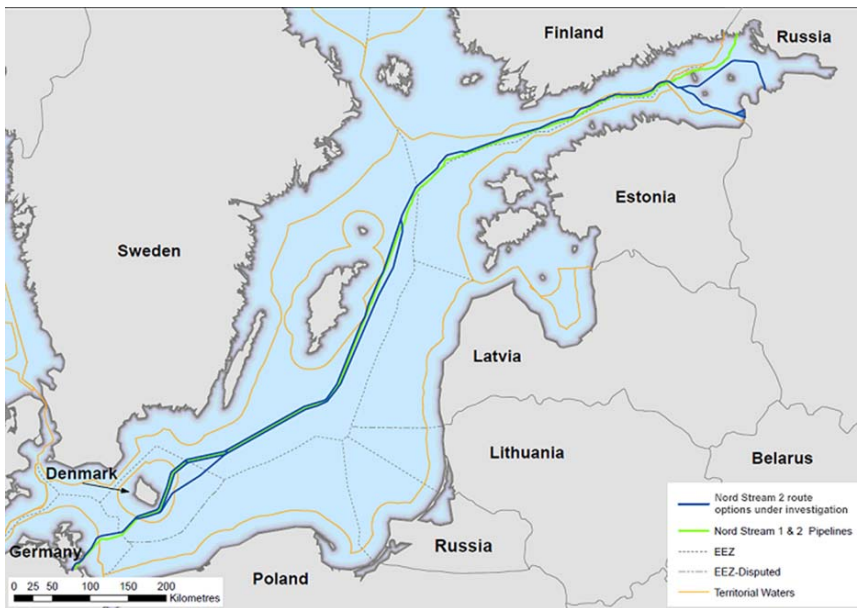 Finland
Russia
Sweden
Estonia
Latvia
Lithuania
Belarus
Denmark
Germany
Poland
Russia
Nord Stream 2 route
options under investigation
Nord Stream 1 & 2 Pipelines
EEZ
EEZ-Disputed
Territorial Waters
0 25 50 100 150 200
Kilometres